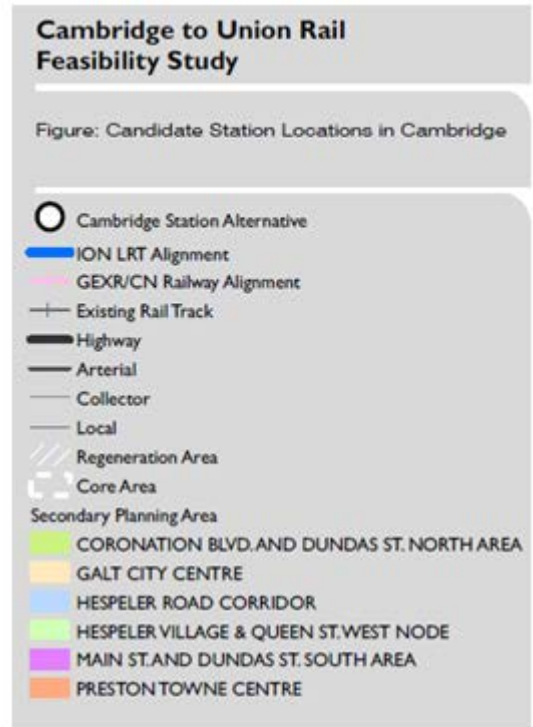 Cambridge to Union Rail
Feasibility Study
Figure: Candidate Station Locations in Cambridge
Cambridge Station Alternative
ION LRT Alignment
GEXR/CN Railway Alignment
Existing Rail Track
Highway
Arterial
Collector
Local
Regeneration Area
Core Area
Secondary Planning Area
CORONATION BLVD. AND DUNDAS ST. NORTH AREA
GALT CITY CENTRE
HESPELER ROAD CORRIDOR
HESPELER VILLAGE & QUEEN ST. WEST NODE
MAIN ST. AND DUNDAS ST. SOUTH AREA
PRESTON TOWNE CENTRE